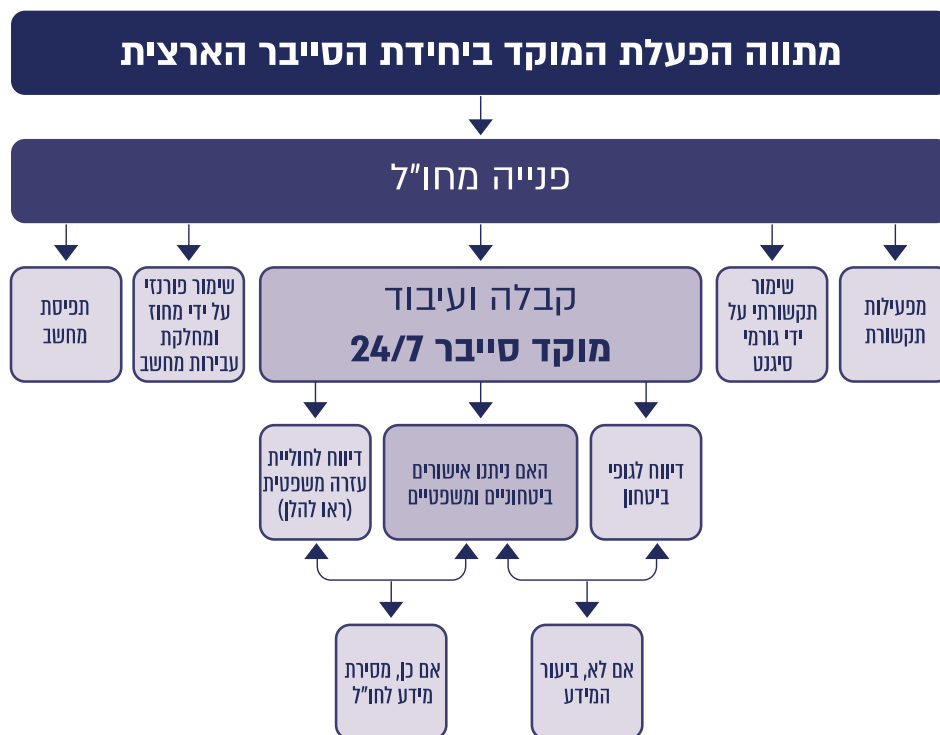 מתווה הפעלת המוקד ביחידת הסייבר הארצית
פנייה מחו"ל
מפעילות
תקשורת
שימור
תקשורתי על
ידי גורמי
סיגנט
קבלה ועיבוד
מוקד סייבר 24/7
שימור פורנזי
על ידי מחוז
ומחלקת
עבירות מחשב
תפיסת
מחשב
דיווח לגופי
ביטחון
האם ניתנו אישורים
ביטחוניים ומשפטיים
דיווח לחוליית
עזרה משפטית
(ראו להלן)
אם לא, ביעור
המידע
אם כן, מסירת
מידע לחו"ל